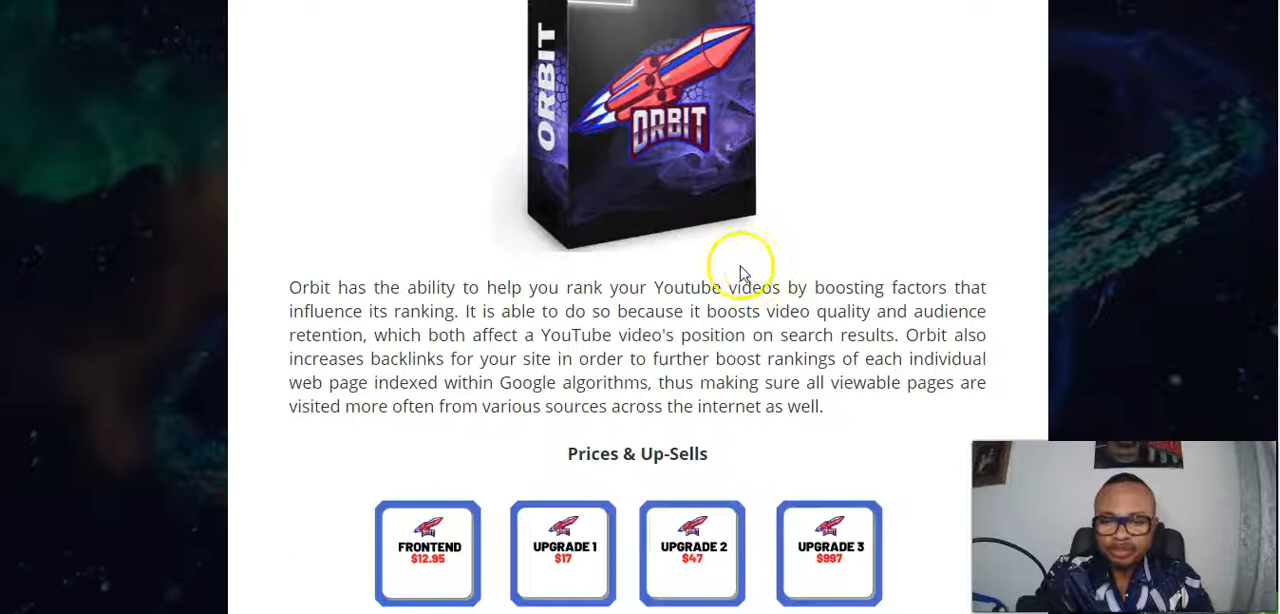 ORBIT
ORBIT
Orbit has the ability to help you rank your Youtube videos by boosting factors that
influence its ranking. It is able to do so because it boosts video quality and audience
retention, which both affect a YouTube video's position on search results. Orbit also
increases backlinks for your site in order to further boost rankings of each individual
web page indexed within Google algorithms, thus making sure all viewable pages are
visited more often from various sources across the internet as well.
Prices & Up-Sells
FRONTEND
$12.95
UPGRADE 1
$17
UPGRADE 2
$47
UPGRADE 3
$997